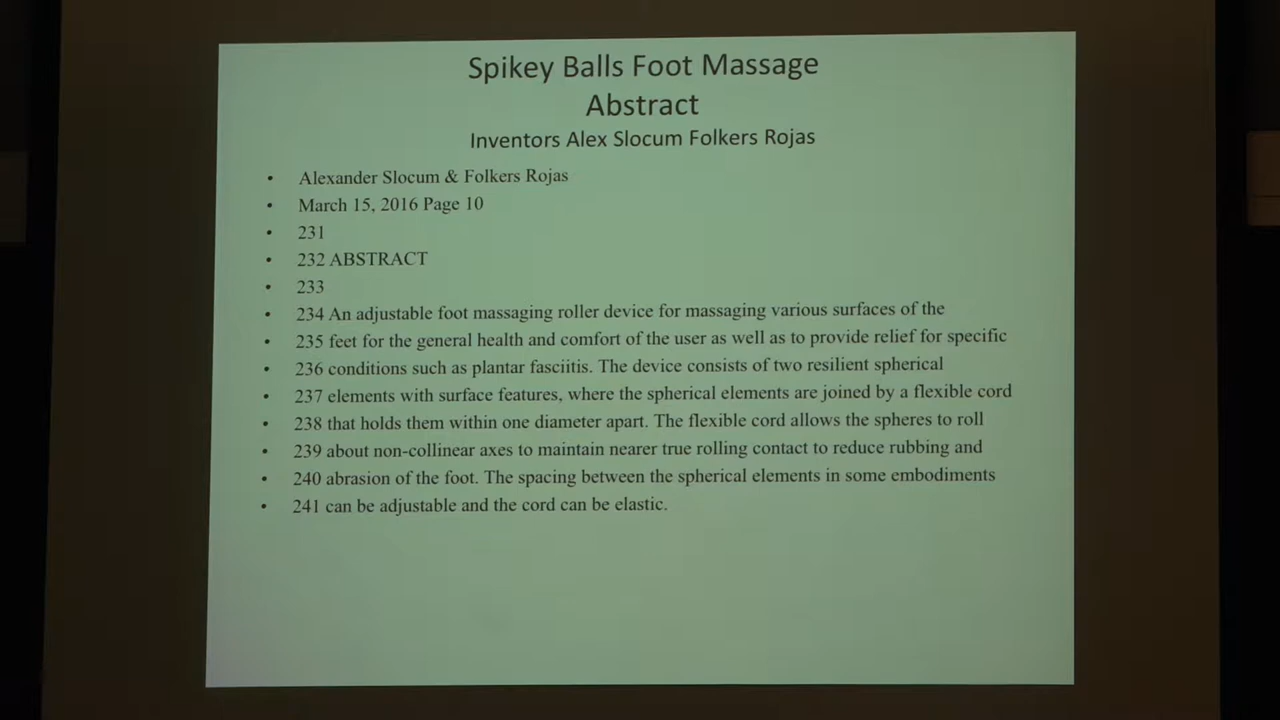 Spikey Balls Foot Massage
Abstract
Inventors Alex Slocum Folkers Rojas
• Alexander Slocum & Folkers Rojas
• March 15, 2016 Page 10
• 231
• 232 ABSTRACT
• 233
• 234 An adjustable foot massaging roller device for massaging various surfaces of the
• 235 feet for the general health and comfort of the user as well as to provide relief for specific
• 236 conditions such as plantar fasciitis. The device consists of two resilient spherical
• 237 elements with surface features, where the spherical elements are joined by a flexible cord
• 238 that holds them within one diameter apart. The flexible cord allows the spheres to roll
• 239 about non-collinear axes to maintain nearer true rolling contact to reduce rubbing and
• 240 abrasion of the foot. The spacing between the spherical elements in some embodiments
• 241 can be adjustable and the cord can be elastic.